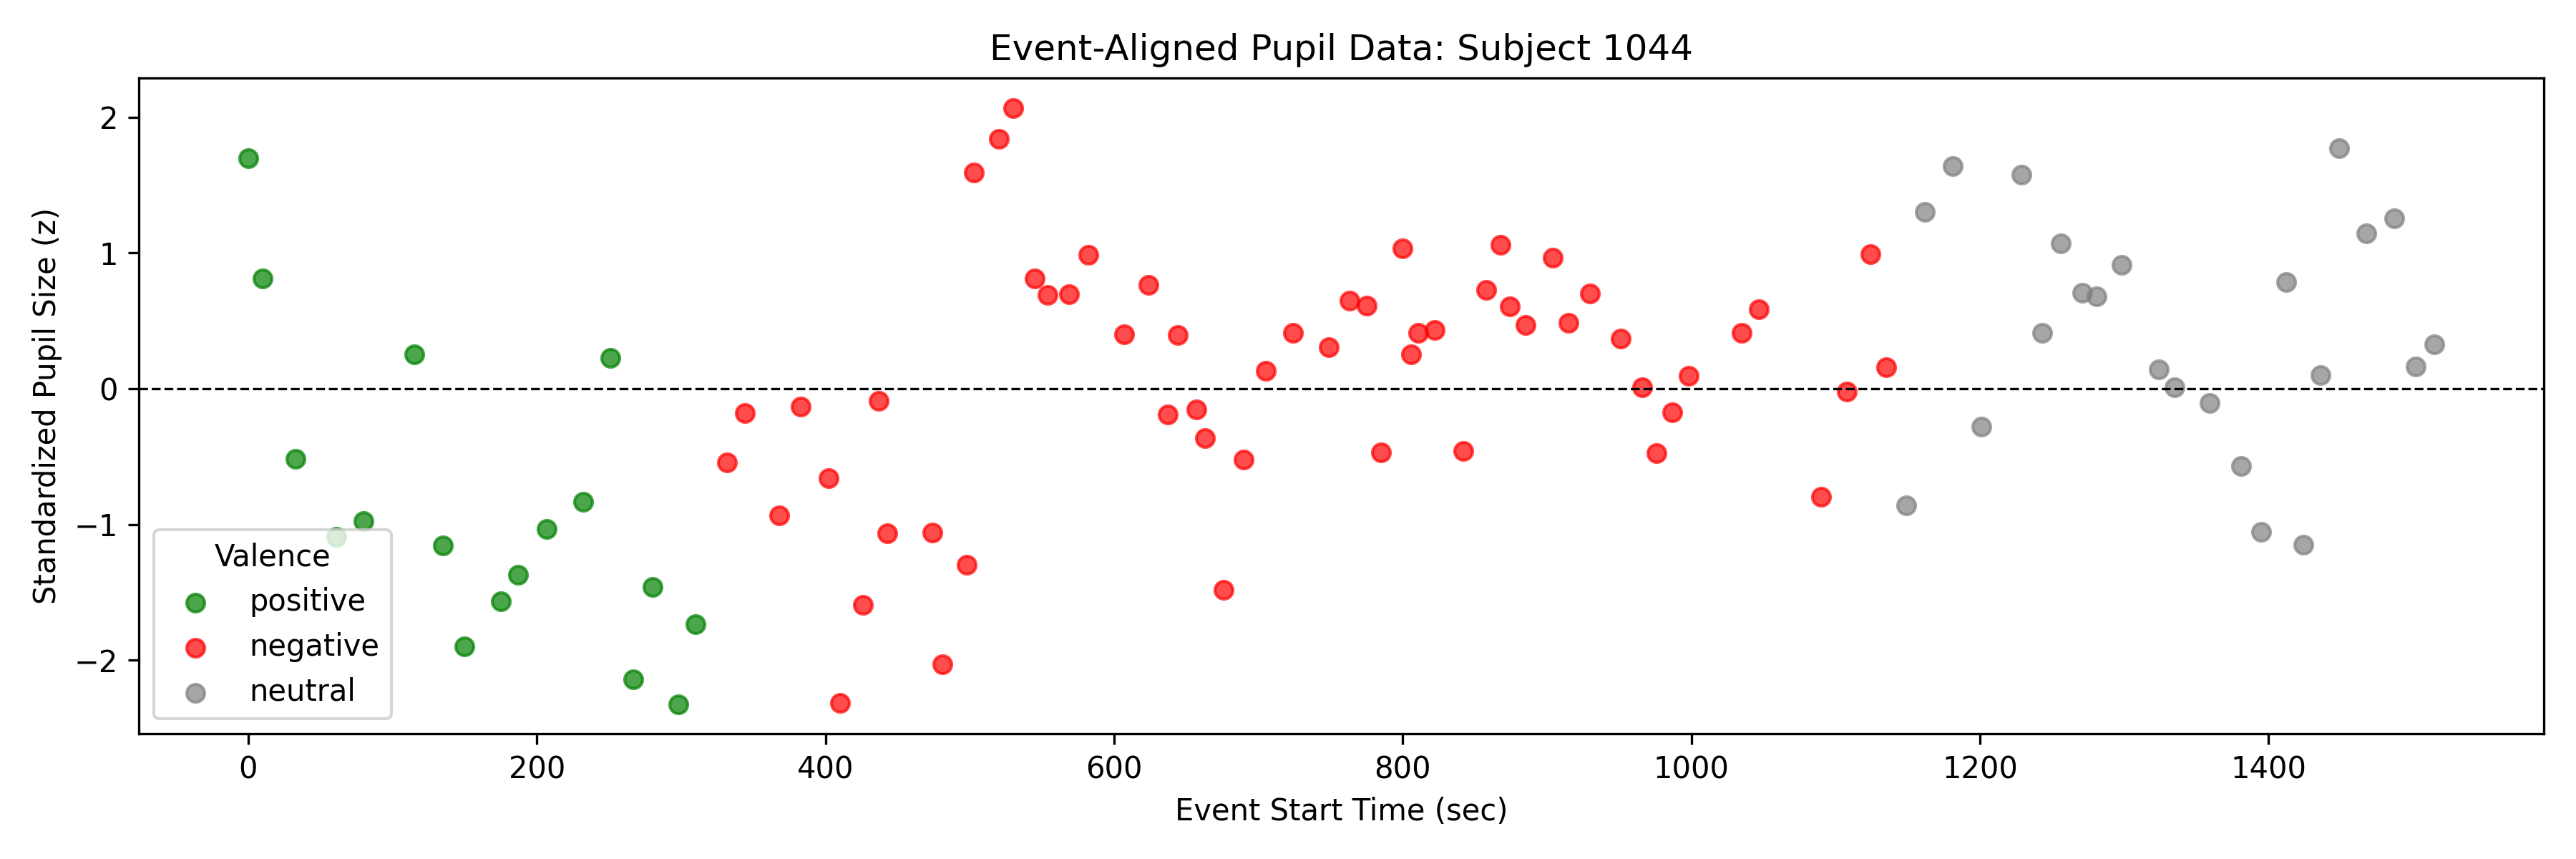 Event-Aligned Pupil Data: Subject 1044
Standardized Pupil Size (z)
2
1
0
−1
−2
Valence
positive
negative
neutral
0 200 400 600 800 1000 1200 1400
Event Start Time (sec)